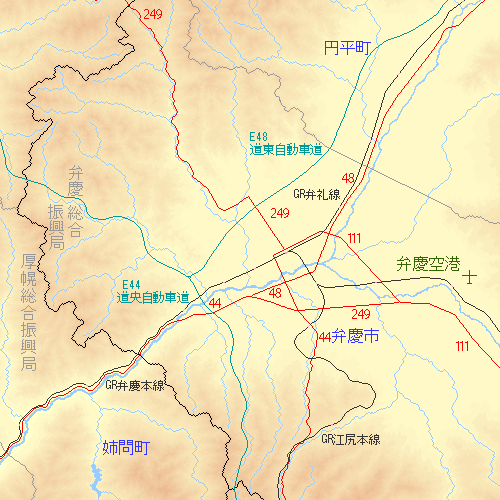 249
円平町
E48
道東自動車道
弁慶総合
振興局
48
GR弁礼線
249
111
厚幌総合振興局
弁慶空港
E44
道央自動車道
44
48
249
44
弁慶市
111
GR弁慶本線
姉問町
GR江尻本線